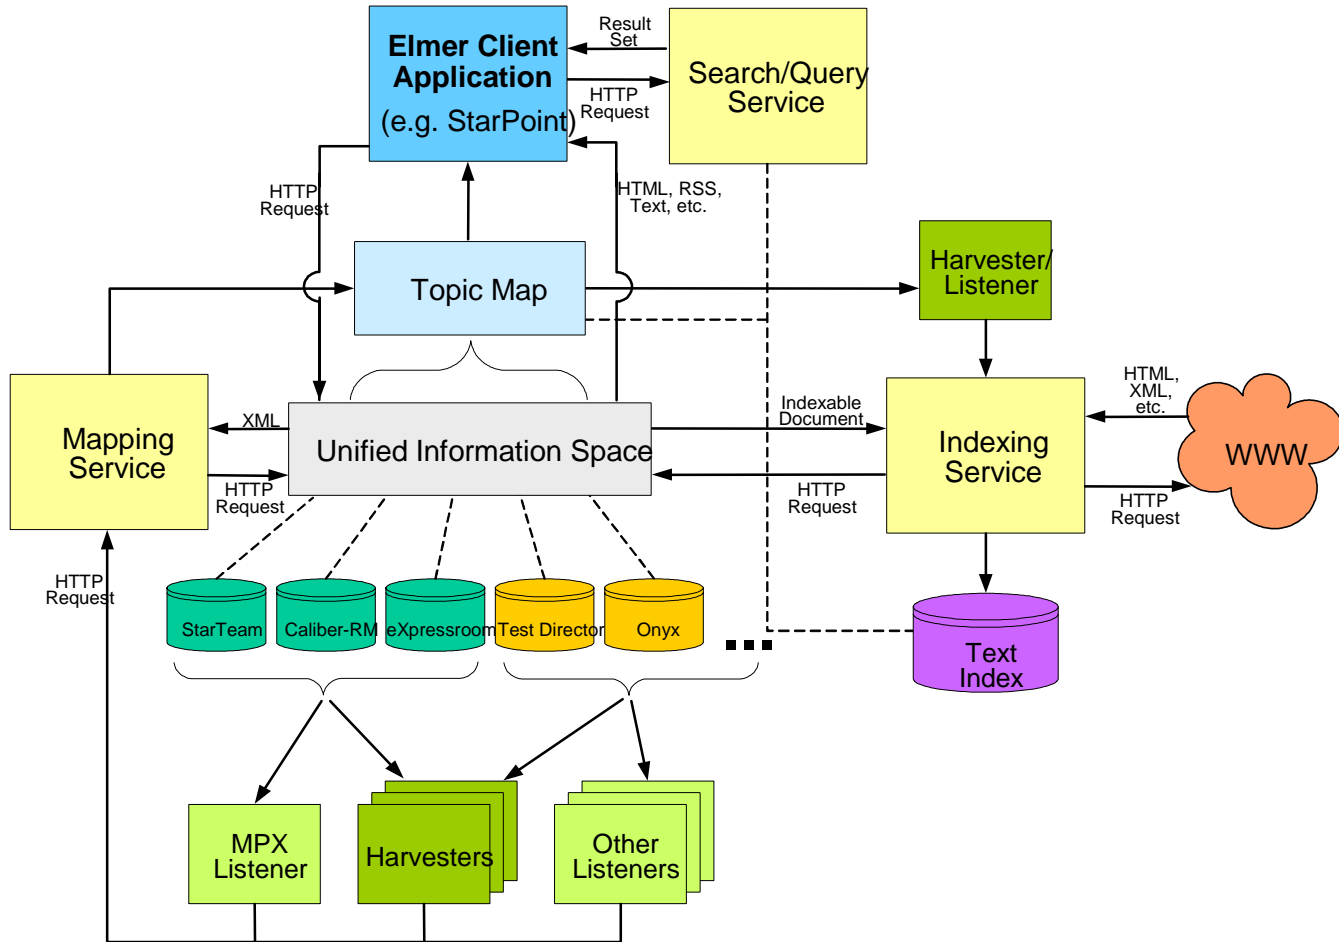 Elmer Client
Application
(e.g. StarPoint)
Result
Set
HTTP
Request
Search/Query
Service
HTTP
Request
HTML, RSS,
Text, etc.
Topic Map
Harvester/
Listener
Mapping
Service
XML
HTTP
Request
Unified Information Space
Indexable
Document
HTTP
Request
Indexing
Service
HTML,
XML,
etc.
HTTP
Request
WWW
HTTP
Request
StarTeam
Caliber-RM
eXpressroom
Test Director
Onyx
Text
Index
MPX
Listener
Harvesters
Other
Listeners